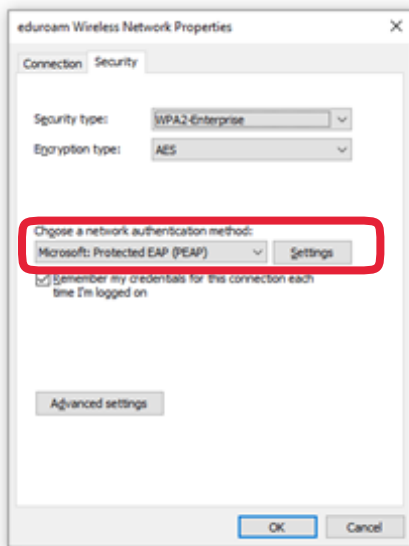 eduroam Wireless Network Properties
Connection Security
Security type: WPA2-Enterprise
Encryption type: AES
Choose a network authentication method:
Microsoft: Protected EAP (PEAP) Settings
Remember my credentials for this connection each
time I'm logged on
Advanced settings
OK Cancel